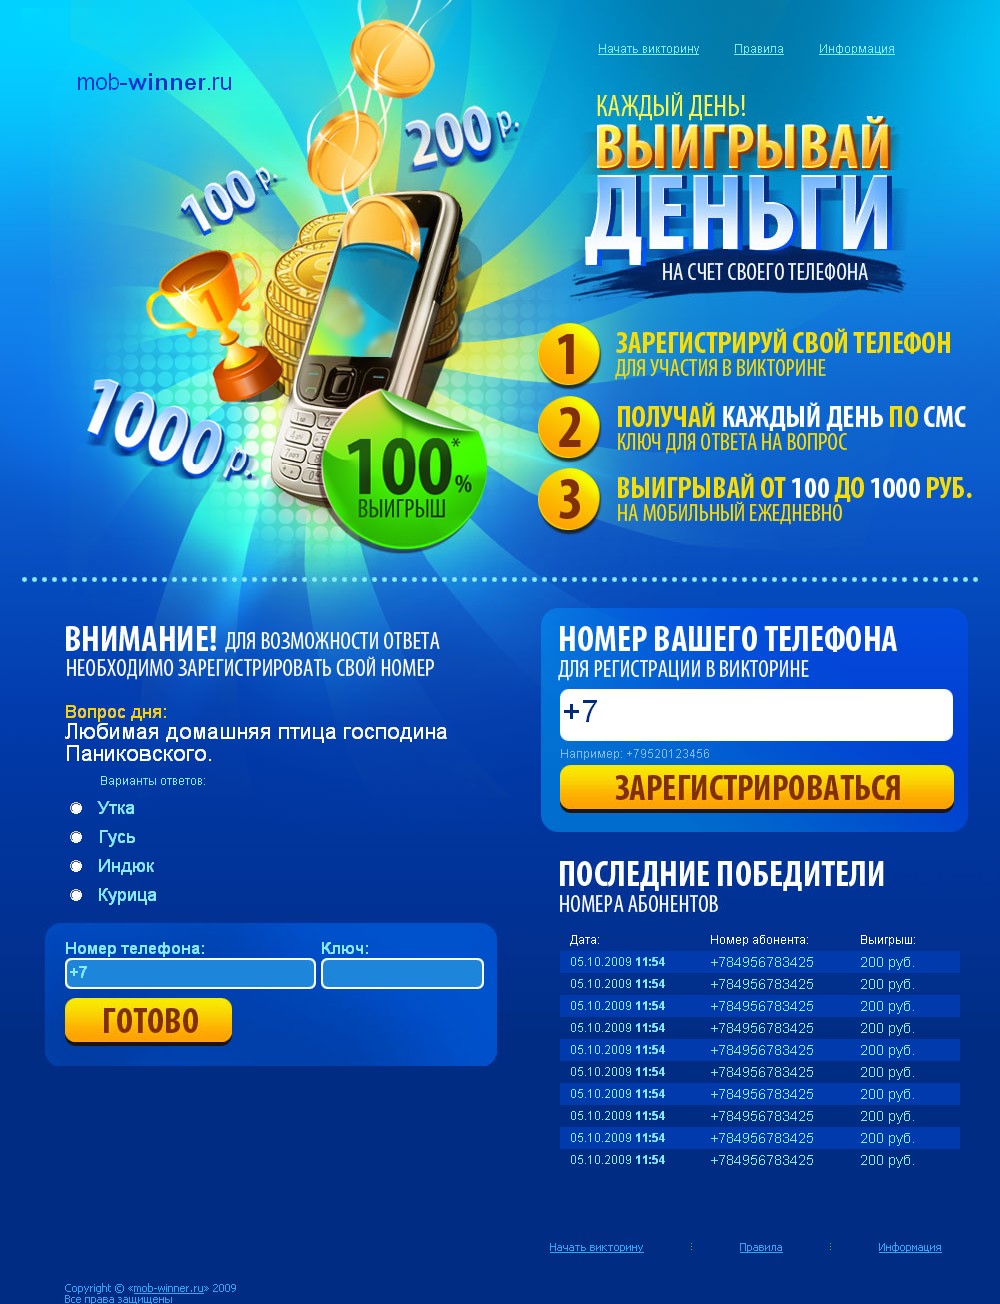 Начать викторину Правила Информация
mob-winner.ru
КАЖДЫЙ ДЕНЬ!
ВЫИГРЫВАЙ
ДЕНЬГИ
НА СЧЕТ СВОЕГО ТЕЛЕФОНА
200 р.
100 р.
1
1000 р.
100*%
ВЫИГРЫШ
1 ЗАРЕГИСТРИРУЙ СВОЙ ТЕЛЕФОН
ДЛЯ УЧАСТИЯ В ВИКТОРИНЕ
2 ПОЛУЧАЙ КАЖДЫЙ ДЕНЬ ПО СМС
КЛЮЧ ДЛЯ ОТВЕТА НА ВОПРОС
3 ВЫИГРЫВАЙ ОТ 100 ДО 1000 РУБ.
НА МОБИЛЬНЫЙ ЕЖЕДНЕВНО
ВНИМАНИЕ! ДЛЯ ВОЗМОЖНОСТИ ОТВЕТА
НЕОБХОДИМО ЗАРЕГИСТРИРОВАТЬ СВОЙ НОМЕР
Вопрос дня:
Любимая домашняя птица господина
Паниковского.
Варианты ответов:
Утка
Гусь
Индюк
Курица
Номер телефона: Ключ:
+7
ГОТОВО
НОМЕР ВАШЕГО ТЕЛЕФОНА
ДЛЯ РЕГИСТРАЦИИ В ВИКТОРИНЕ
+7
Например: +79520123456
ЗАРЕГИСТРИРОВАТЬСЯ
ПОСЛЕДНИЕ ПОБЕДИТЕЛИ
НОМЕРА АБОНЕНТОВ
Дата: Номер абонента: Выигрыш:
05.10.2009 11:54 +784956783425 200 руб.
05.10.2009 11:54 +784956783425 200 руб.
05.10.2009 11:54 +784956783425 200 руб.
05.10.2009 11:54 +784956783425 200 руб.
05.10.2009 11:54 +784956783425 200 руб.
05.10.2009 11:54 +784956783425 200 руб.
05.10.2009 11:54 +784956783425 200 руб.
05.10.2009 11:54 +784956783425 200 руб.
05.10.2009 11:54 +784956783425 200 руб.
05.10.2009 11:54 +784956783425 200 руб.
Начать викторину Правила Информация
Copyright © «mob-winner.ru» 2009
Все права защищены